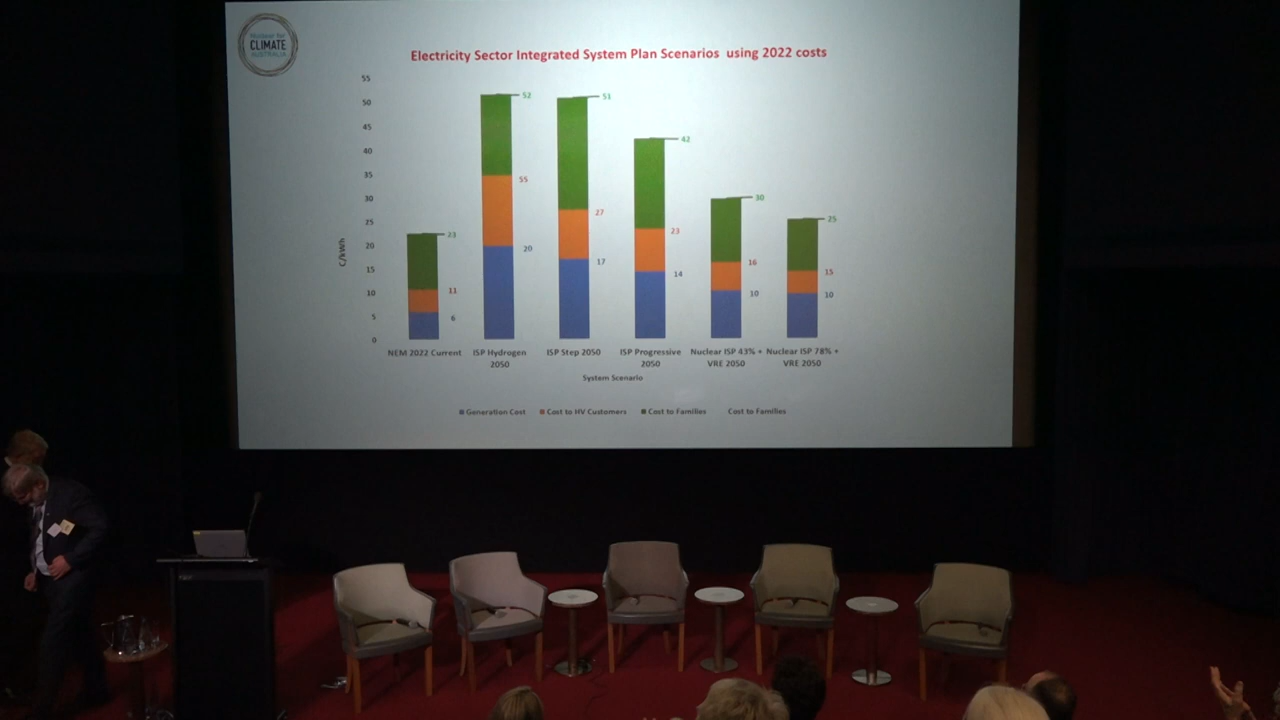 Nuclear for
CLIMATE
AUSTRALIA
Electricity Sector Integrated System Plan Scenarios using 2022 costs
55
50
45
40
35
30
25
20
15
10
5
0
C/kWh
23
11
6
52
55
20
51
27
17
42
23
14
30
16
10
25
15
10
NEM 2022 Current
ISP Hydrogen
2050
ISP Step 2050
ISP Progressive
2050
Nuclear ISP 43% +
VRE 2050
Nuclear ISP 78% +
VRE 2050
System Scenario
Generation Cost Cost to HV Customers Cost to Families Cost to Families